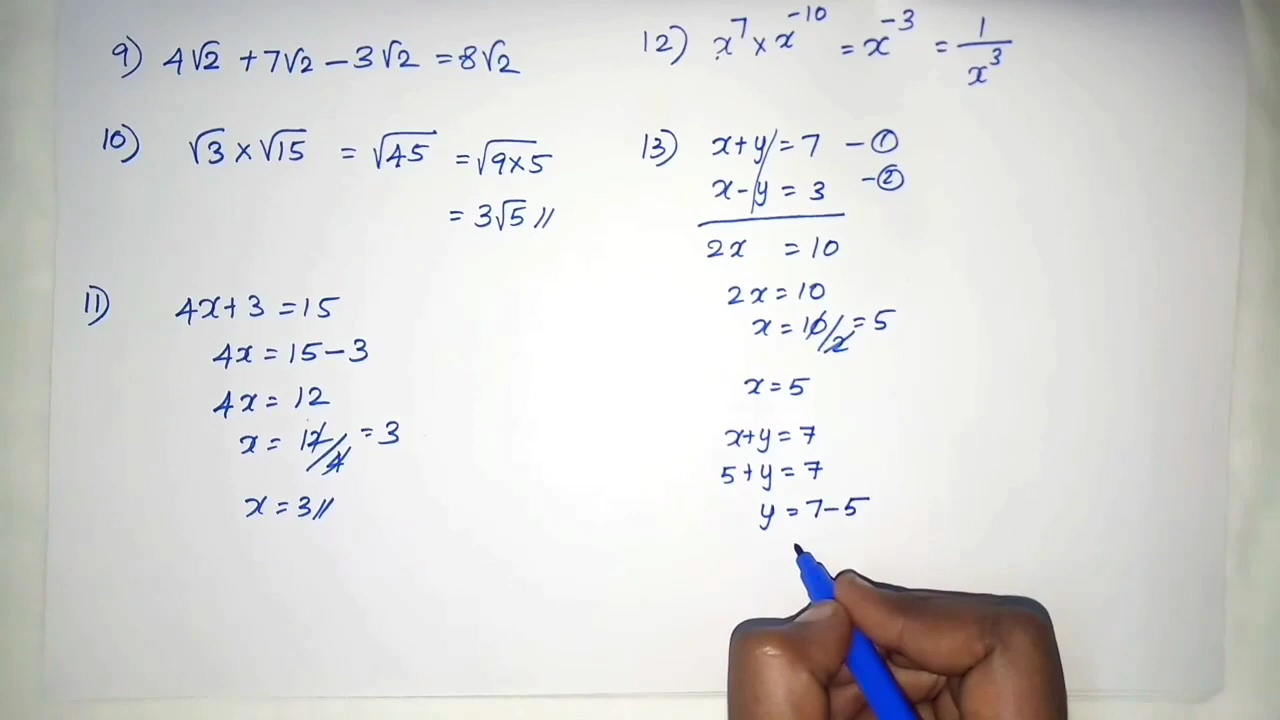 9) 4√2 + 7√2 − 3√2 = 8√2
10) √3 × √15 = √45 = √9×5
= 3√5 //
11) 4x + 3 = 15
4x = 15 − 3
4x = 12
x = 12/4 = 3
x = 3 //
12) x⁷ × x⁻¹⁰ = x⁻³ = 1/x³
13) x + y = 7 — ①
x − y = 3 — ②
2x = 10
2x = 10
x = 10/2 = 5
x = 5
x + y = 7
5 + y = 7
y = 7 − 5